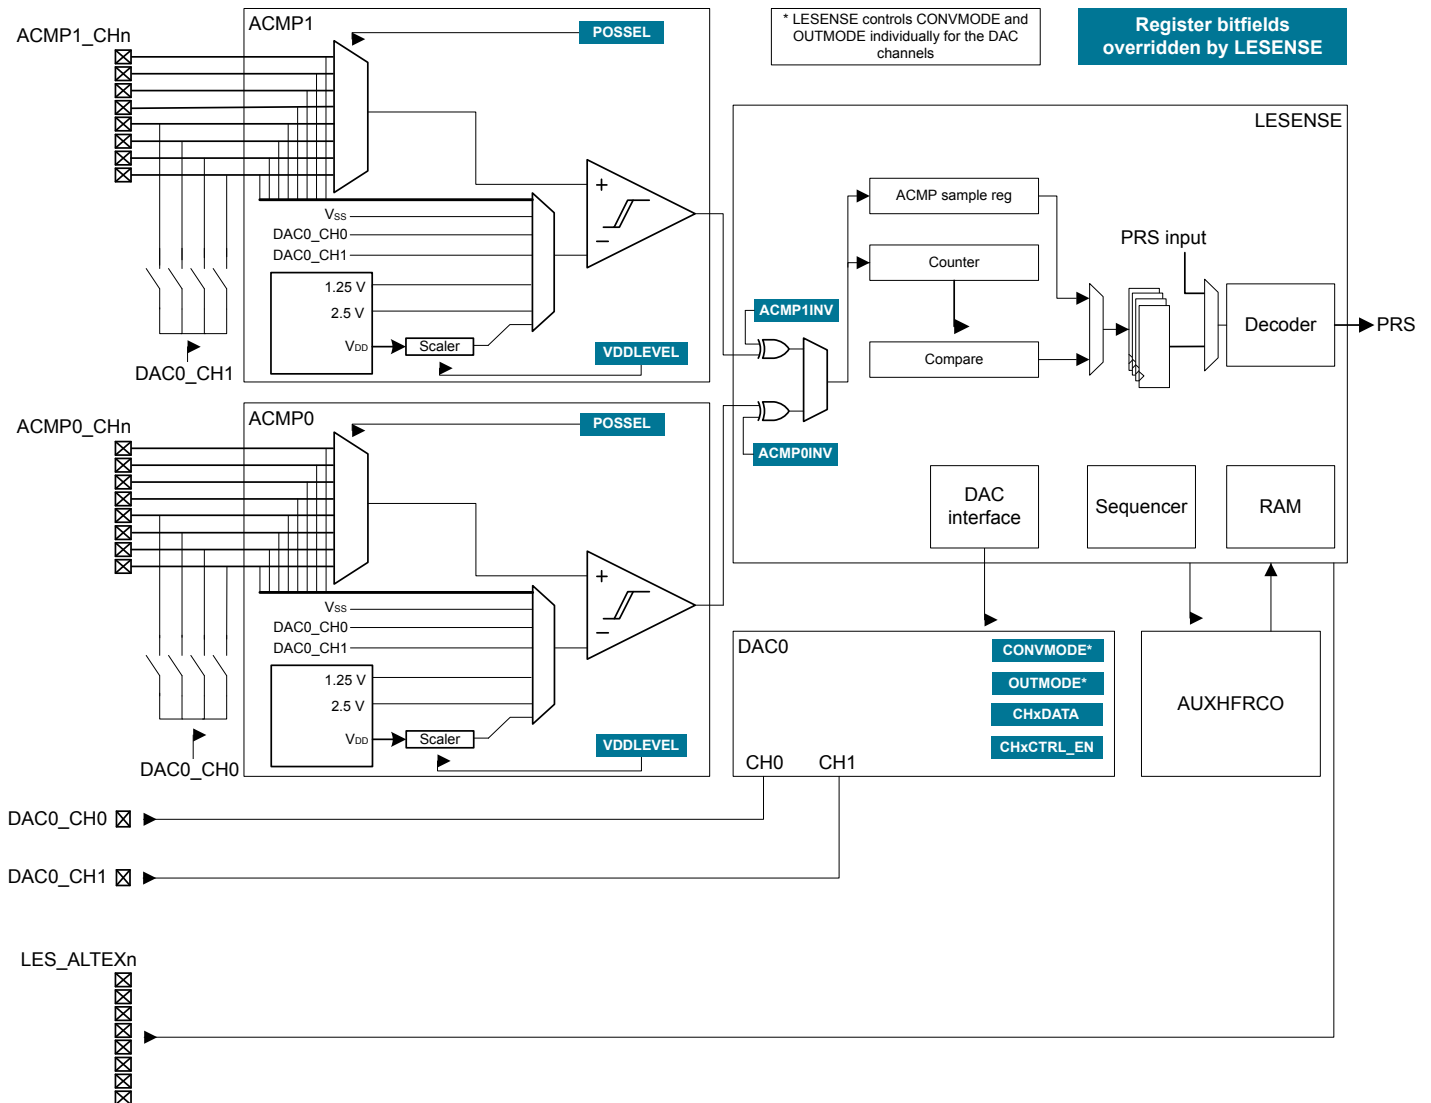 ACMP1_CHn
ACMP1
POSSEL
* LESENSE controls CONVMODE and
OUTMODE individually for the DAC
channels
Register bitfields
overridden by LESENSE
LESENSE
+
−
VSS
DAC0_CH0
DAC0_CH1
1.25 V
2.5 V
VDD
Scaler
VDDLEVEL
DAC0_CH1
ACMP sample reg
Counter
Compare
PRS input
Decoder
PRS
ACMP1INV
ACMP0INV
DAC
interface
Sequencer
RAM
ACMP0_CHn
ACMP0
POSSEL
+
−
VSS
DAC0_CH0
DAC0_CH1
1.25 V
2.5 V
VDD
Scaler
VDDLEVEL
DAC0_CH0
DAC0
CONVMODE*
OUTMODE*
CHxDATA
CHxCTRL_EN
CH0
CH1
AUXHFRCO
DAC0_CH0
DAC0_CH1
LES_ALTEXn